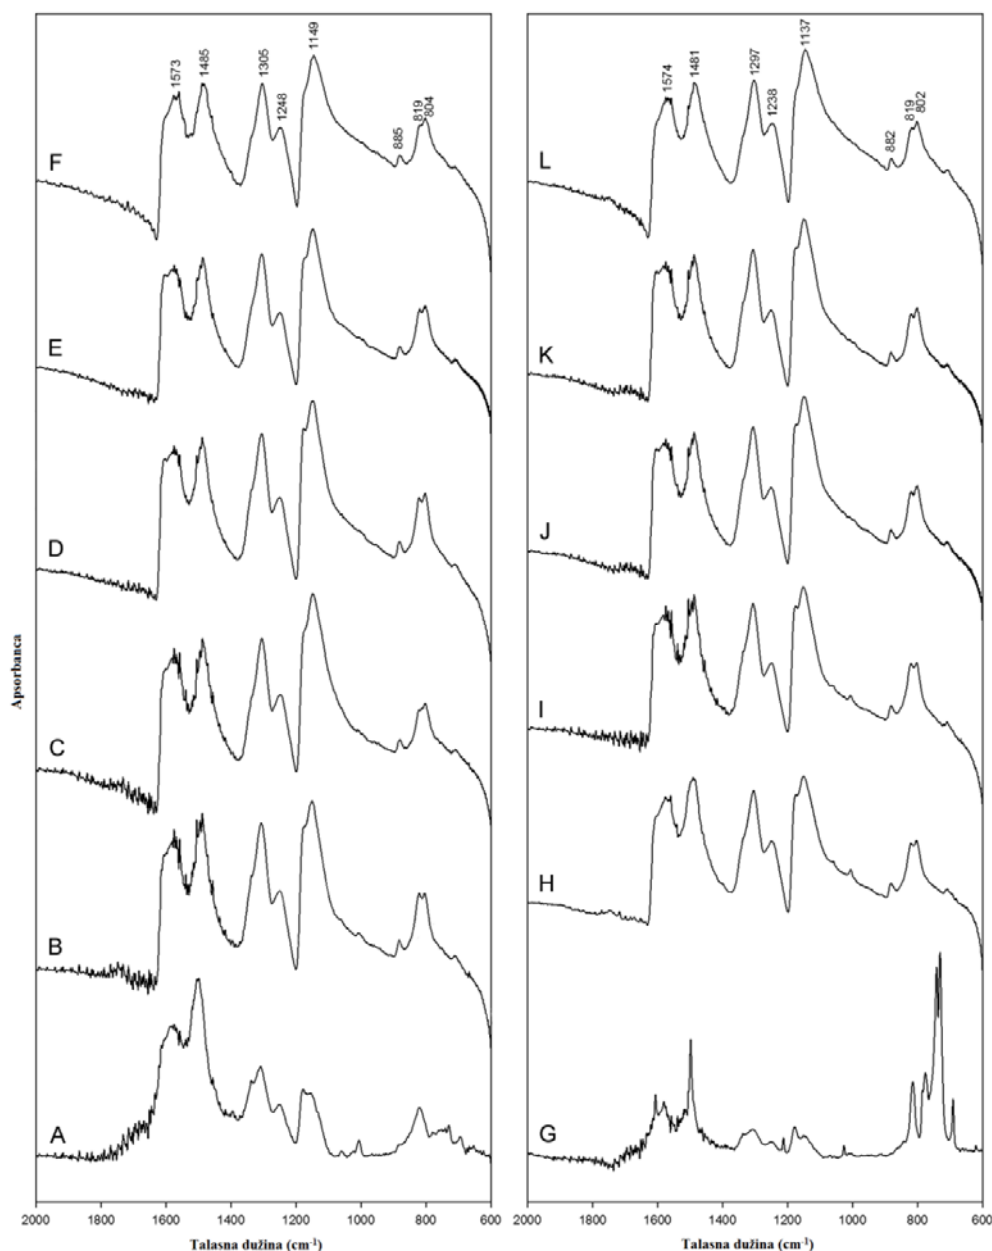 1573
1485
1305
1248
1149
885
819
804
F
E
D
C
B
A
2000 1800 1600 1400 1200 1000 800 600
Talasna dužina (cm⁻¹)
Apsorbanca
1574
1481
1297
1238
1137
882
819
802
L
K
J
I
H
G
2000 1800 1600 1400 1200 1000 800 600
Talasna dužina (cm⁻¹)